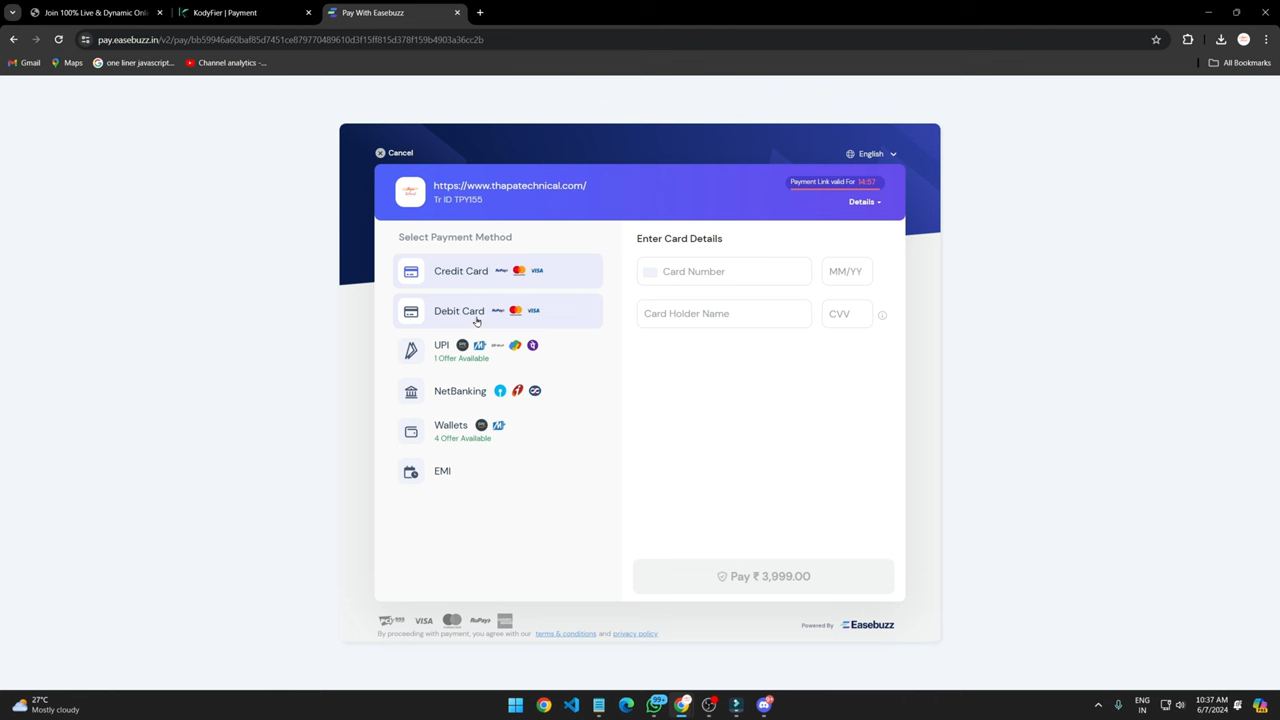 Join 100% Live & Dynamic Onli
KodyFier | Payment
Pay With Easebuzz
pay.easebuzz.in/v2/pay/bb59946a60baf85d7451ce879770489610d3f15ff815d378f159b4903a36cc2b
Gmail
Maps
one liner javascript...
Channel analytics -...
All Bookmarks
Cancel
English
https://www.thapatechnical.com/
Tr ID TPY155
Payment Link valid For 14:57
Details
Select Payment Method
Enter Card Details
Credit Card RuPay VISA
Card Number
MM/YY
Debit Card RuPay VISA
Card Holder Name
CVV
UPI
1 Offer Available
NetBanking
Wallets
4 Offer Available
EMI
Pay ₹ 3,999.00
VISA
RuPay
By proceeding with payment, you agree with our terms & conditions and privacy policy
Powered By Easebuzz
27°C
Mostly cloudy
99+
ENG
IN
10:37 AM
6/7/2024